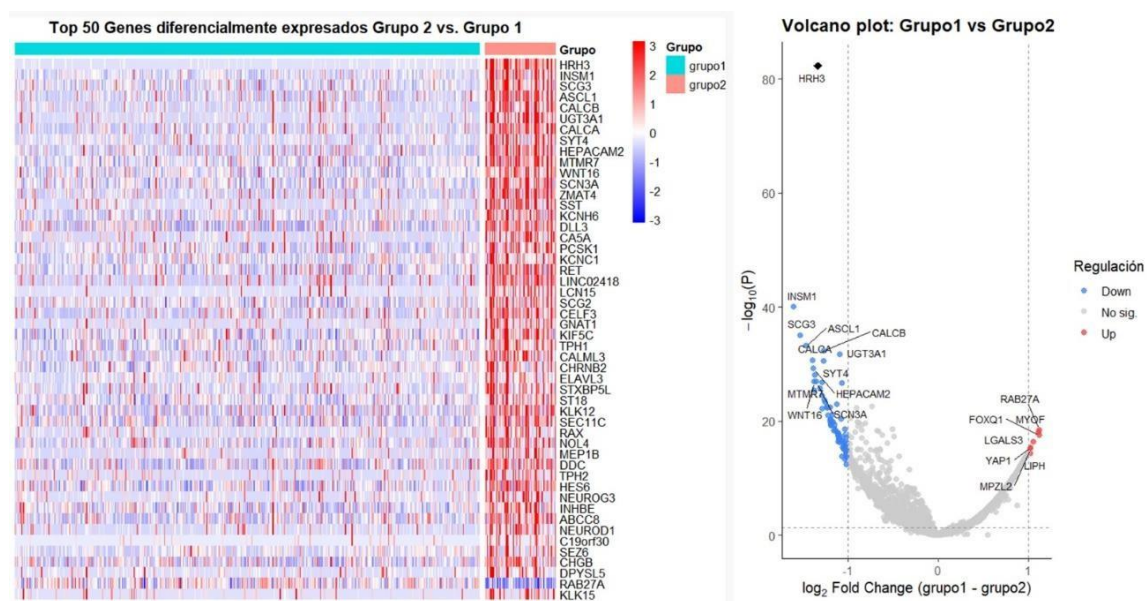 Top 50 Genes diferencialmente expresados Grupo 2 vs. Grupo 1
Grupo
HRH3
INSM1
SCG3
ASCL1
CALCB
UGT3A1
CALCA
SYT4
HEPACAM2
MTMR7
WNT16
SCN3A
ZMAT4
SST
KCNH6
DLL3
CA5A
PCSK1
KCNC1
RET
LINC02418
LCN15
SCG2
CELF3
GNAT1
KIF5C
TPH1
CALML3
CHRNB2
ELAVL3
STXBP5L
ST18
KLK12
SEC11C
RAX
NOL4
MEP1B
DDC
TPH2
HES6
NEUROG3
INHBE
ABCC8
NEUROD1
C19orf30
SEZ6
CHGB
DPYSL5
RAB27A
KLK15
3
2
1
0
-1
-2
-3
Grupo
grupo1
grupo2
Volcano plot: Grupo1 vs Grupo2
−log10(P)
80
60
40
20
0
HRH3
INSM1
SCG3
ASCL1
CALCB
CALCA
UGT3A1
SYT4
MTMR7
HEPACAM2
WNT16
SCN3A
RAB27A
FOXQ1
MYOF
LGALS3
YAP1
LIPH
MPZL2
-1
0
1
log2 Fold Change (grupo1 - grupo2)
Regulación
Down
No sig.
Up